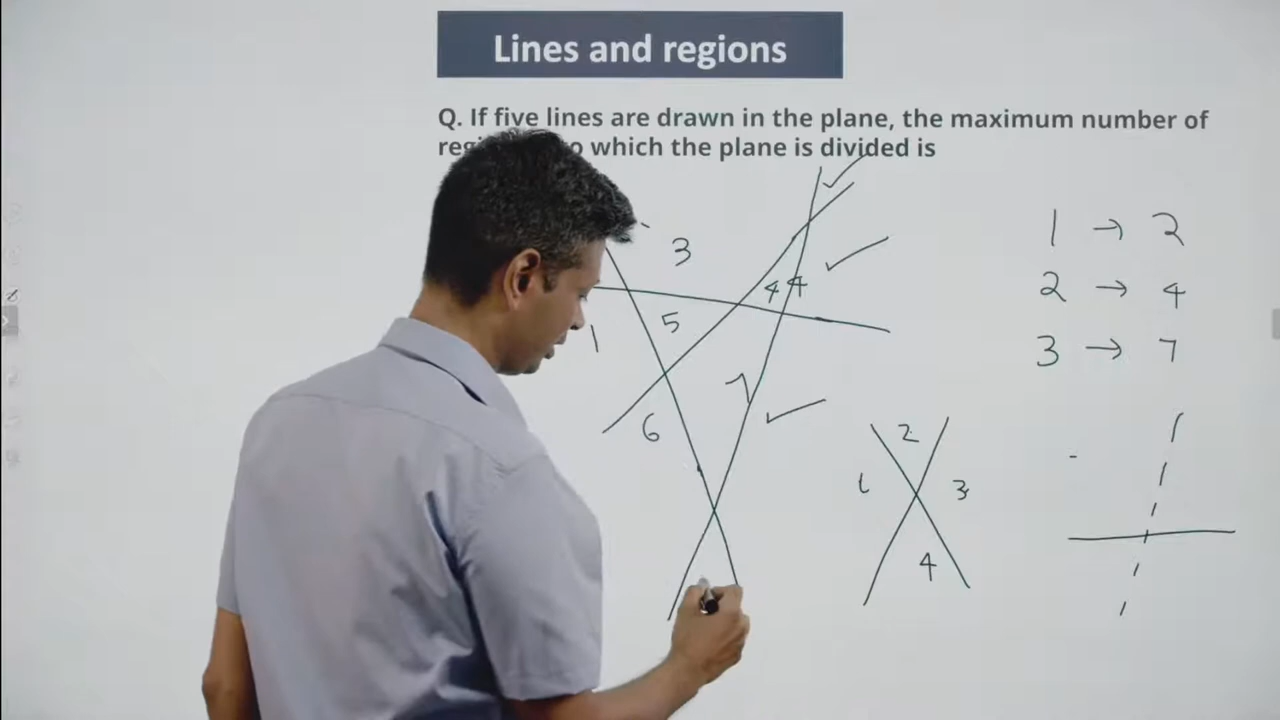 Lines and regions
Q. If five lines are drawn in the plane, the maximum number of
which the plane is divided is
3
4 4
5
1
7
6
1 → 2
2 → 4
3 → 7
2
1
3
4